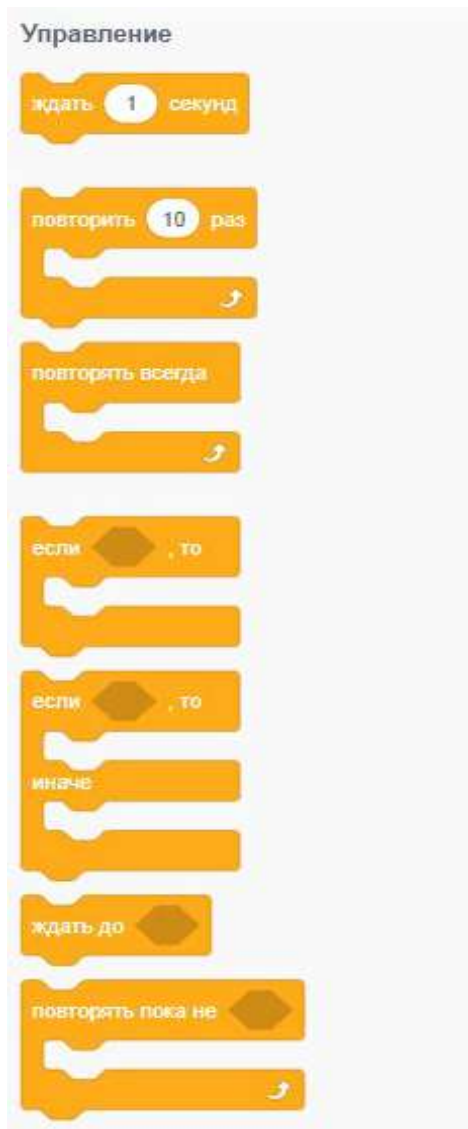 Управление
ждать 1 секунд
повторить 10 раз
повторять всегда
если , то
если , то
иначе
ждать до
повторять пока не